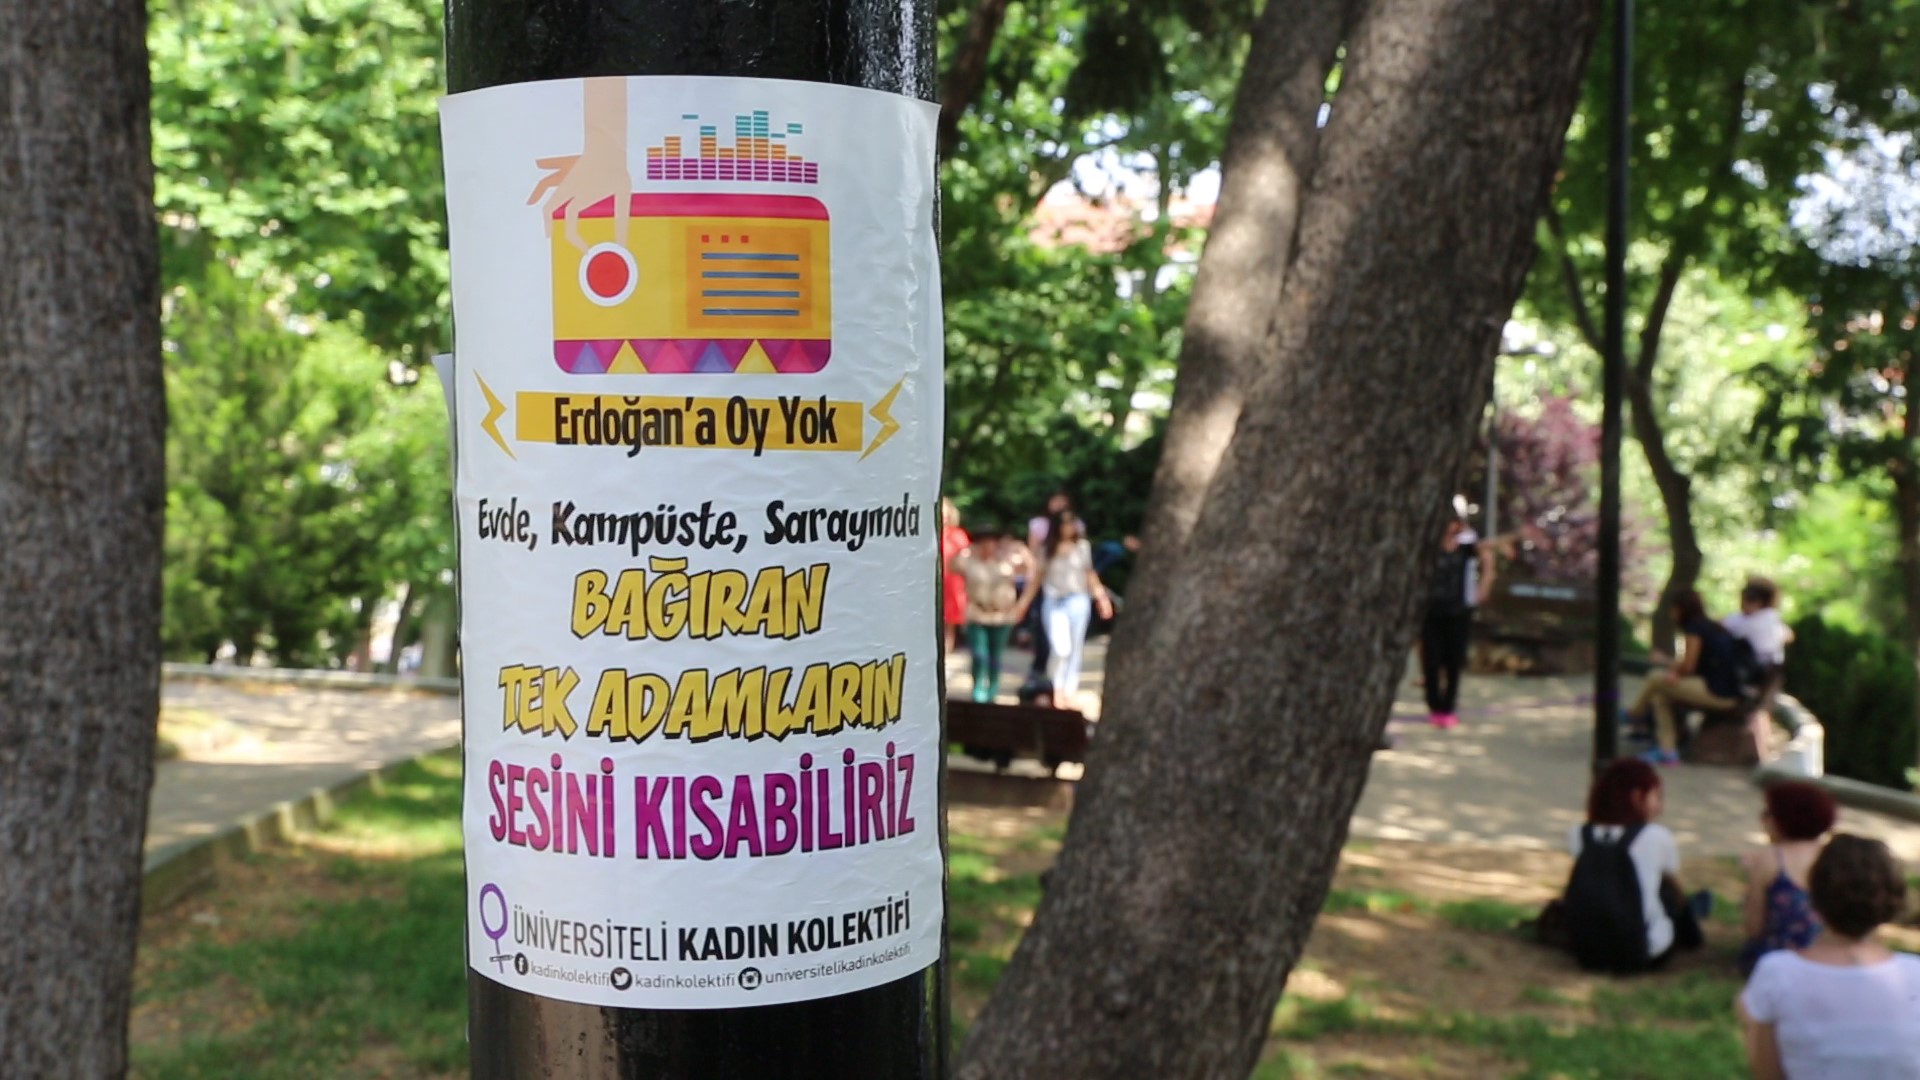 Erdoğan'a Oy Yok
Evde, Kampüste, Sarayında
BAĞIRAN
TEK ADAMLARIN
SESİNİ KISABİLİRİZ
ÜNİVERSİTELİ KADIN KOLEKTİFİ
kadinkolektifi kadinkolektifi universitelikadinkolektifi